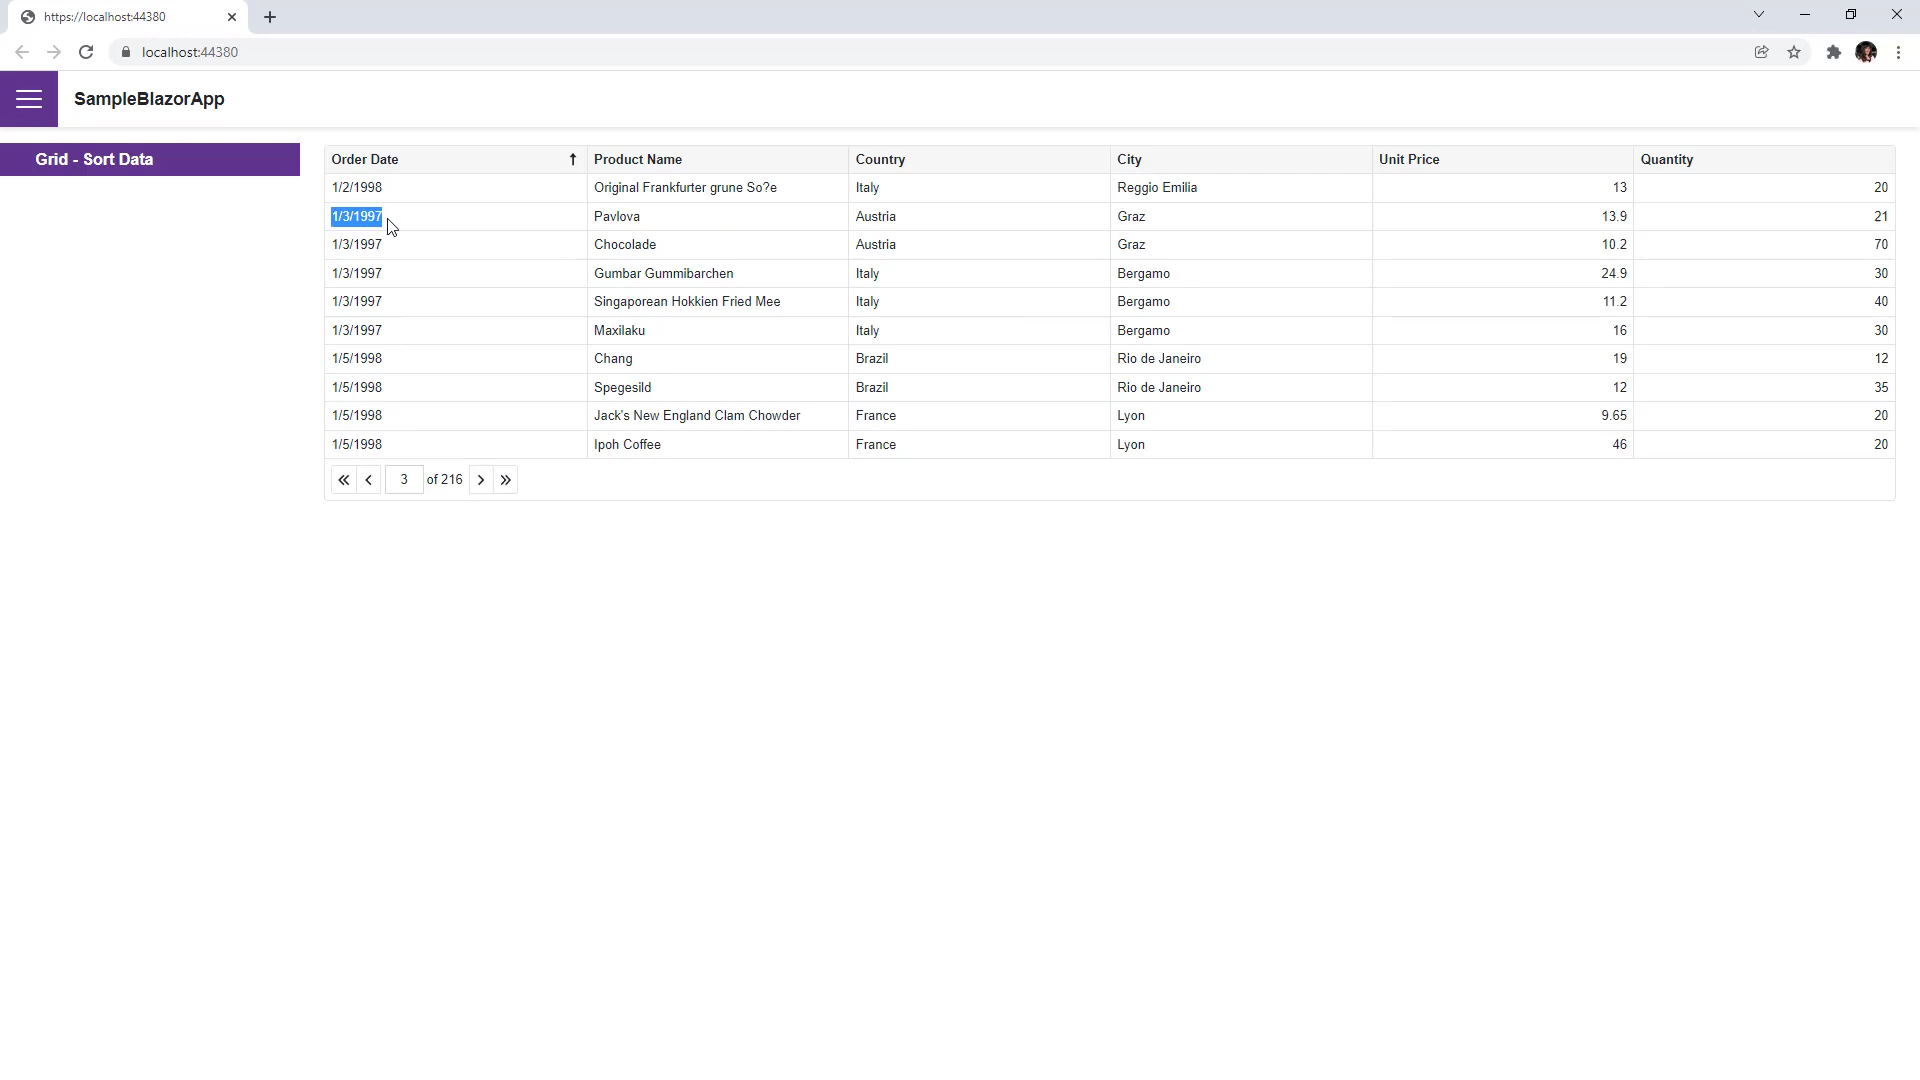 https://localhost:44380
localhost:44380
SampleBlazorApp
Grid - Sort Data
Order Date Product Name Country City Unit Price Quantity
1/2/1998 Original Frankfurter grune So?e Italy Reggio Emilia 13 20
1/3/1997 Pavlova Austria Graz 13.9 21
1/3/1997 Chocolade Austria Graz 10.2 70
1/3/1997 Gumbar Gummibarchen Italy Bergamo 24.9 30
1/3/1997 Singaporean Hokkien Fried Mee Italy Bergamo 11.2 40
1/3/1997 Maxilaku Italy Bergamo 16 30
1/5/1998 Chang Brazil Rio de Janeiro 19 12
1/5/1998 Spegesild Brazil Rio de Janeiro 12 35
1/5/1998 Jack's New England Clam Chowder France Lyon 9.65 20
1/5/1998 Ipoh Coffee France Lyon 46 20
3 of 216